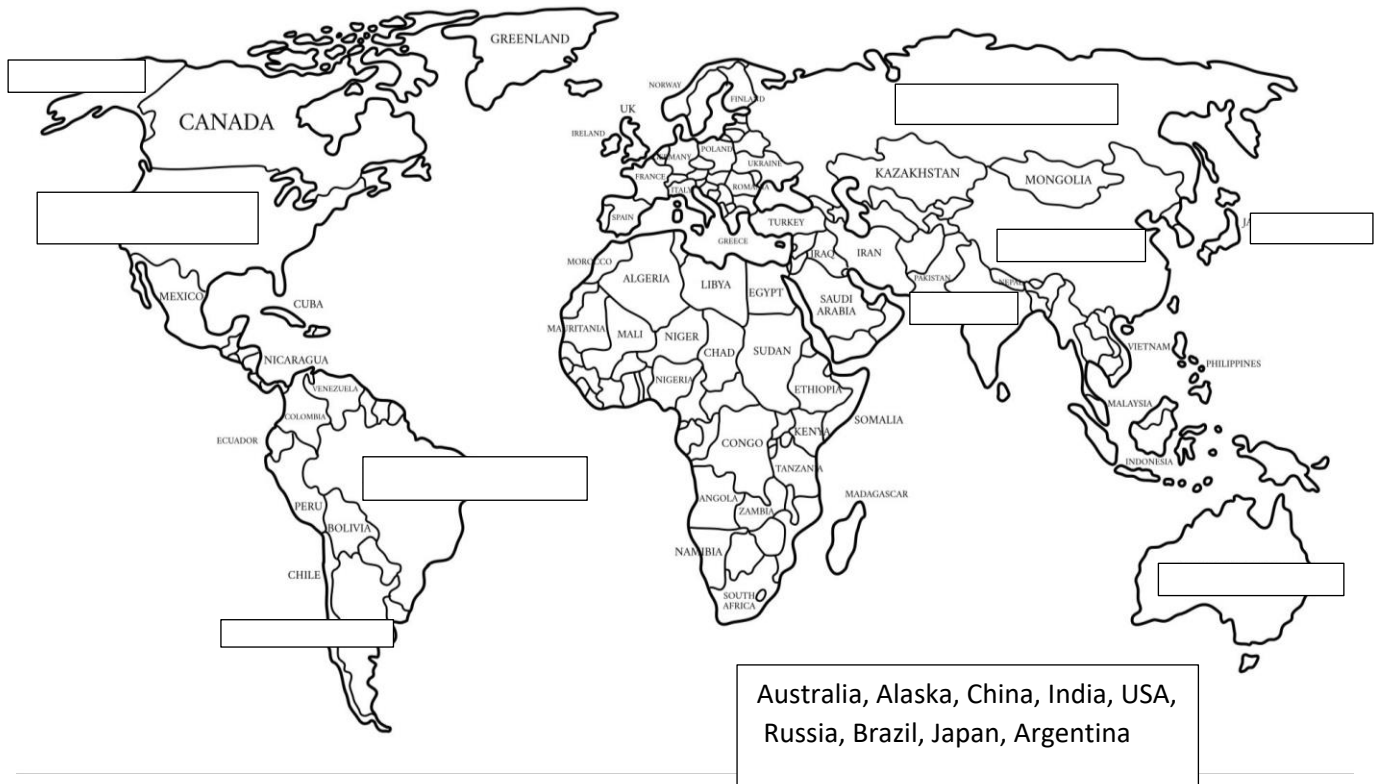 GREENLAND
CANADA
NORWAY
FINLAND
UK
IRELAND
POLAND
GERMANY
UKRAINE
FRANCE
KAZAKHSTAN
MONGOLIA
ITALY
ROMANIA
SPAIN
TURKEY
GREECE
JA
MOROCCO
IRAQ
IRAN
ALGERIA
LIBYA
EGYPT
PAKISTAN
NEPAL
MEXICO
CUBA
SAUDI
ARABIA
MAURITANIA
MALI
NIGER
CHAD
SUDAN
VIETNAM
NICARAGUA
PHILIPPINES
NIGERIA
VENEZUELA
ETHIOPIA
MALAYSIA
COLOMBIA
SOMALIA
ECUADOR
CONGO
KENYA
INDONESIA
TANZANIA
MADAGASCAR
PERU
ANGOLA
ZAMBIA
BOLIVIA
NAMIBIA
CHILE
SOUTH
AFRICA
Australia, Alaska, China, India, USA,
Russia, Brazil, Japan, Argentina